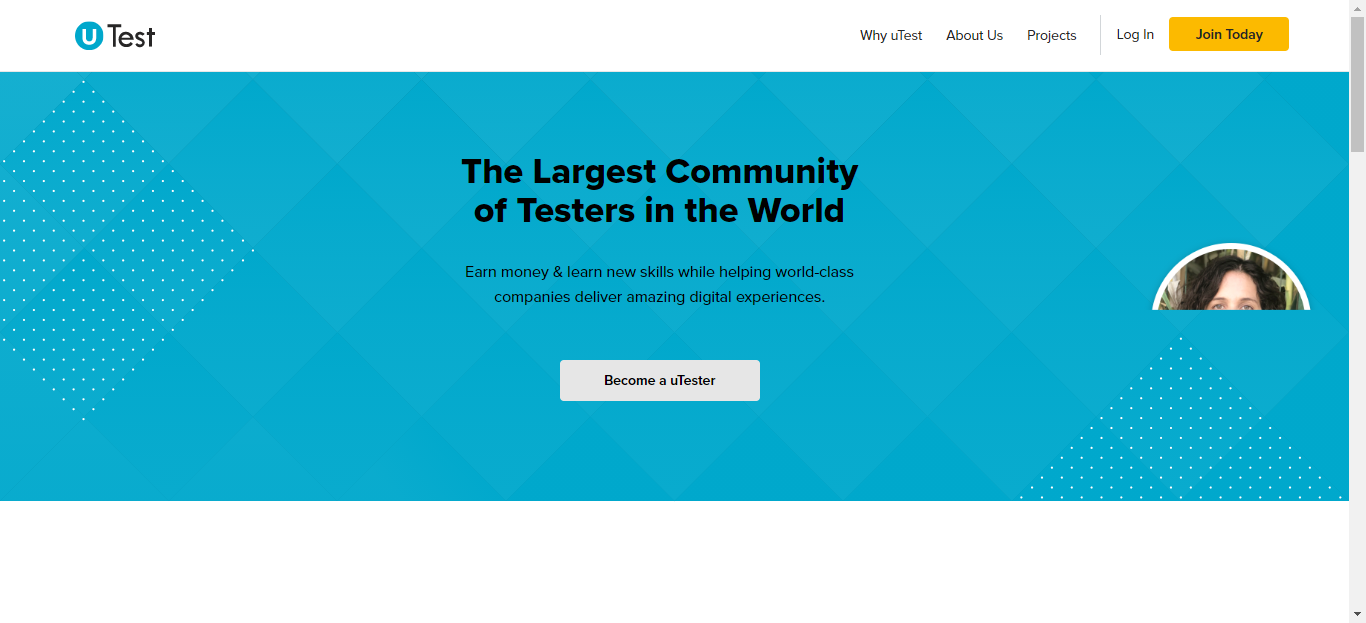 uTest
Why uTest
About Us
Projects
Log In
Join Today
The Largest Community
of Testers in the World
Earn money & learn new skills while helping world-class
companies deliver amazing digital experiences.
Become a uTester